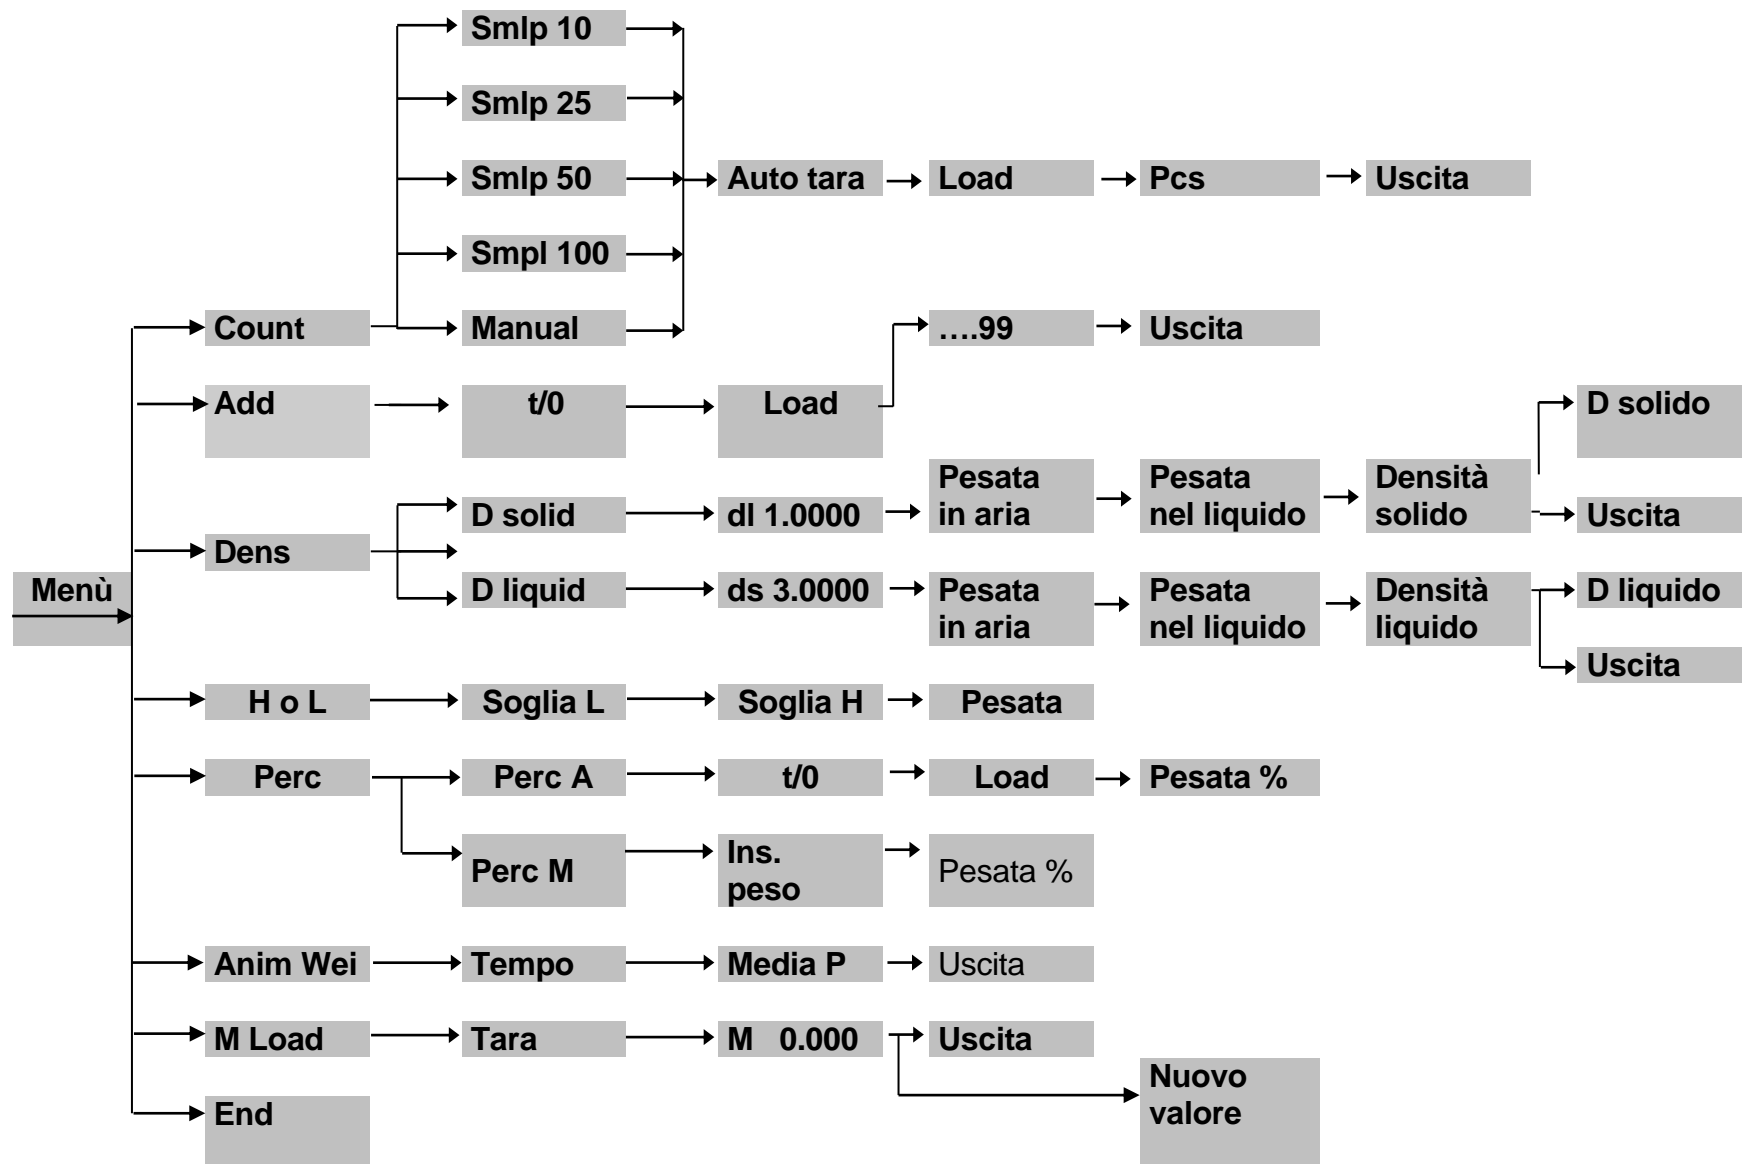 Smlp 10
Smlp 25
Smlp 50
Auto tara
Load
Pcs
Uscita
Smpl 100
Count
Manual
....99
Uscita
Add
t/0
Load
D solido
Dens
D solid
dl 1.0000
Pesata
in aria
Pesata
nel liquido
Densità
solido
Uscita
Menù
D liquid
ds 3.0000
Pesata
in aria
Pesata
nel liquido
Densità
liquido
D liquido
Uscita
H o L
Soglia L
Soglia H
Pesata
Perc
Perc A
t/0
Load
Pesata %
Perc M
Ins.
peso
Pesata %
Anim Wei
Tempo
Media P
Uscita
M Load
Tara
M 0.000
Uscita
Nuovo
valore
End